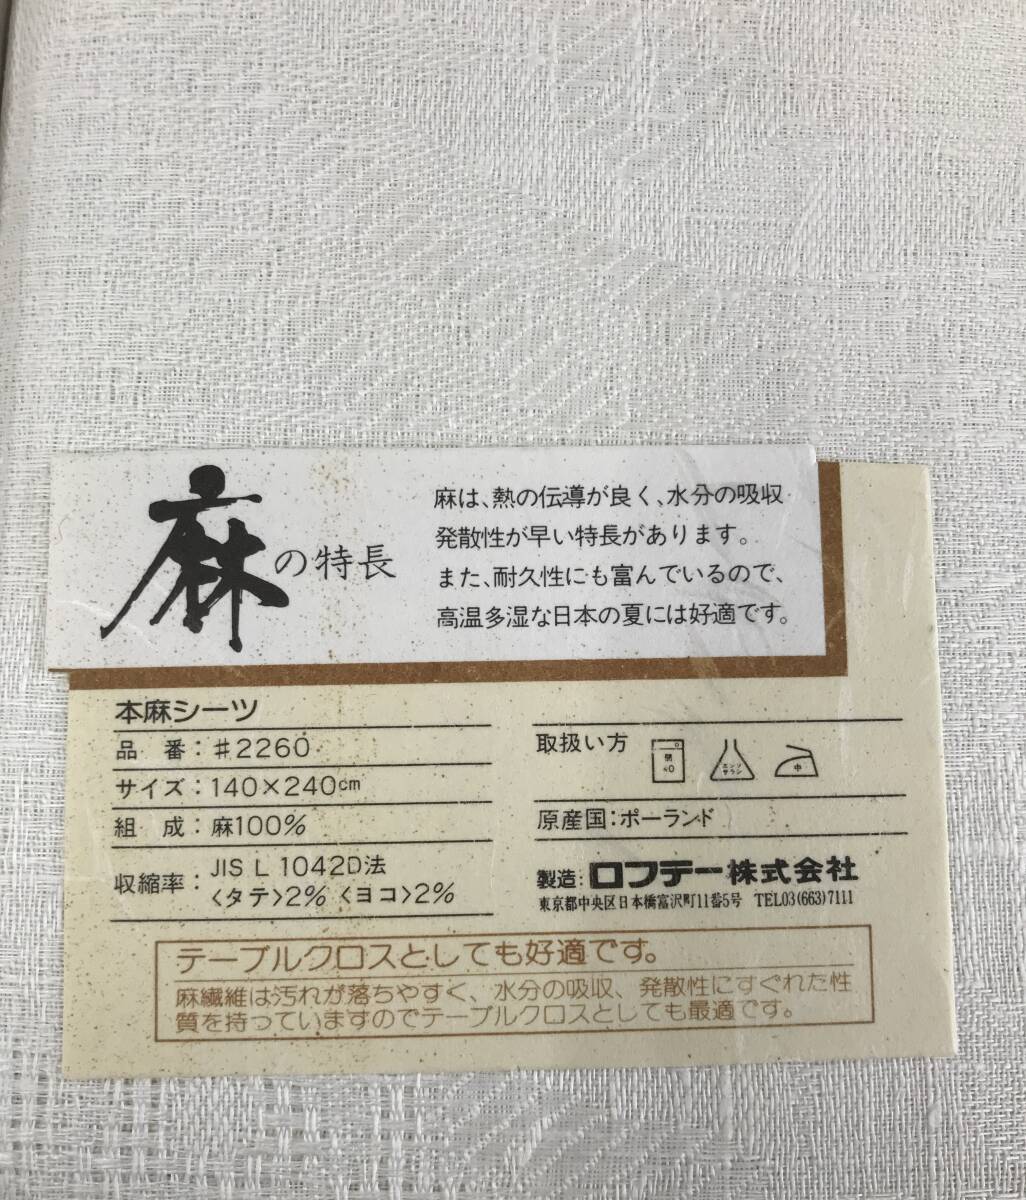 麻の特長
麻は、熱の伝導が良く、水分の吸収
発散性が早い特長があります。
また、耐久性にも富んでいるので、
高温多湿な日本の夏には好適です。
本麻シーツ
品 番：♯2260
サイズ：140×240cm
組 成：麻100%
収縮率：JIS L 1042D法
〈タテ〉2% 〈ヨコ〉2%
取扱い方
弱
40
エンソ
サラシ
中
原産国：ポーランド
製造：ロフテー株式会社
東京都中央区日本橋富沢町11番5号 TEL03(663)7111
テーブルクロスとしても好適です。
麻繊維は汚れが落ちやすく、水分の吸収、発散性にすぐれた性
質を持っていますのでテーブルクロスとしても最適です。